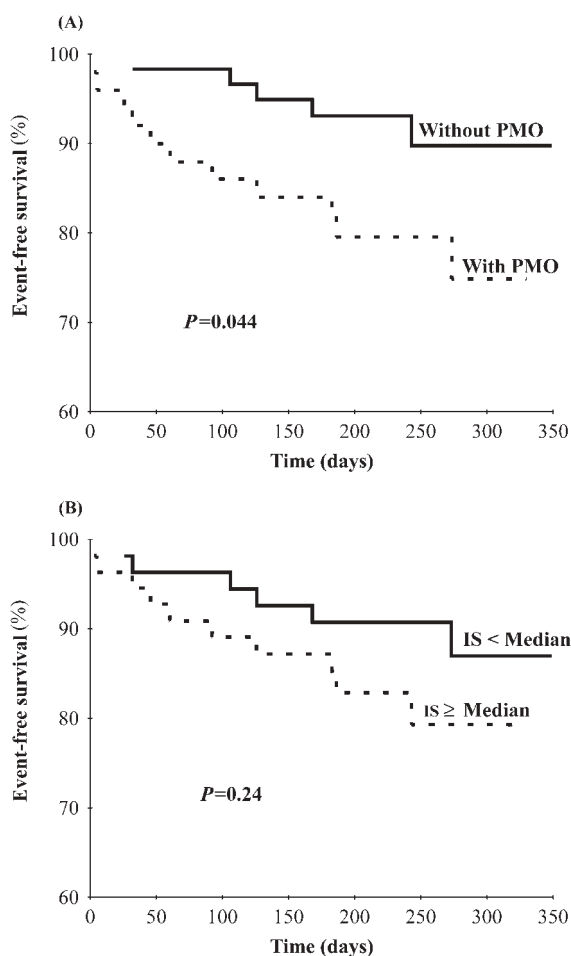 (A)
100
90
80
70
60
Event-free survival (%)
Without PMO
With PMO
P=0.044
0 50 100 150 200 250 300 350
Time (days)
(B)
100
90
80
70
60
Event-free survival (%)
IS < Median
IS ≥ Median
P=0.24
0 50 100 150 200 250 300 350
Time (days)